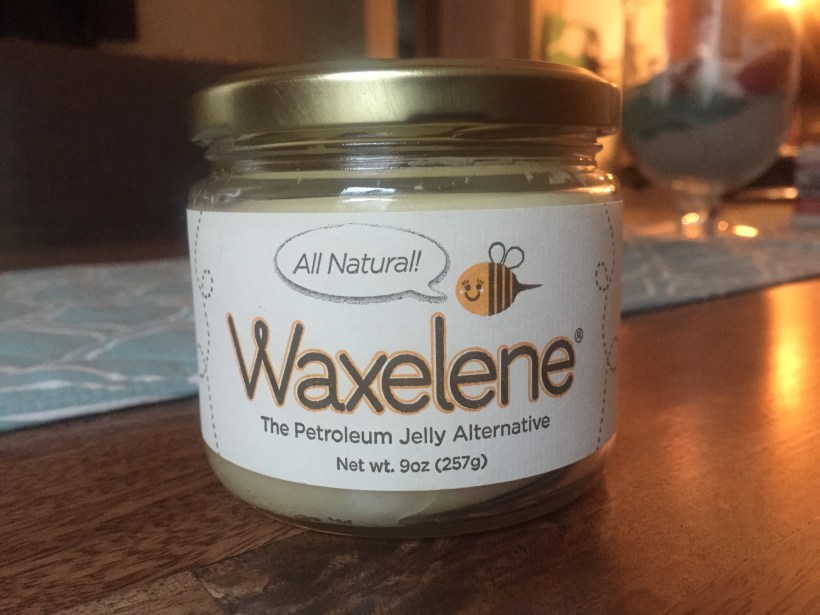 All Natural!
Waxelene®
The Petroleum Jelly Alternative
Net wt. 9oz (257g)